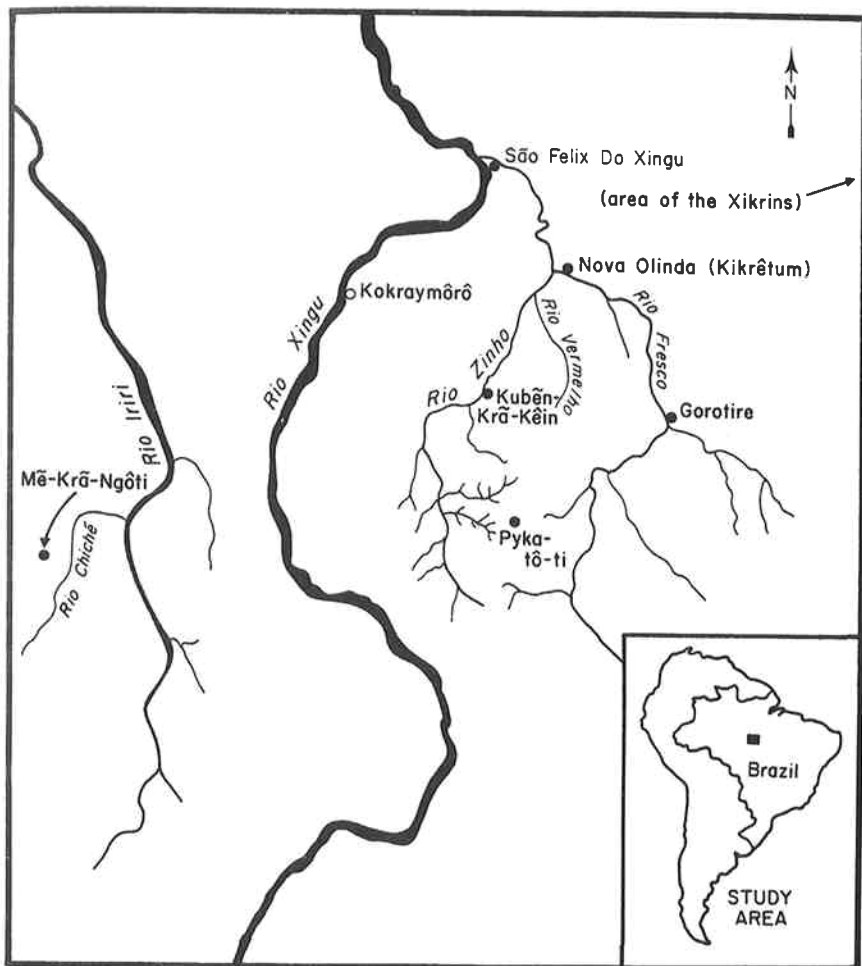 N
São Felix Do Xingu
(area of the Xikrins)
Nova Olinda (Kikrêtum)
Kokraymôrô
Rio Xingu
Rio Zinho
Rio Vermelho
Rio Fresco
Kubẽn-
Krã-Kêin
Gorotire
Rio Iriri
Mẽ-Krã-Ngôti
Rio Chiché
Pyka-
tô-ti
Brazil
STUDY
AREA